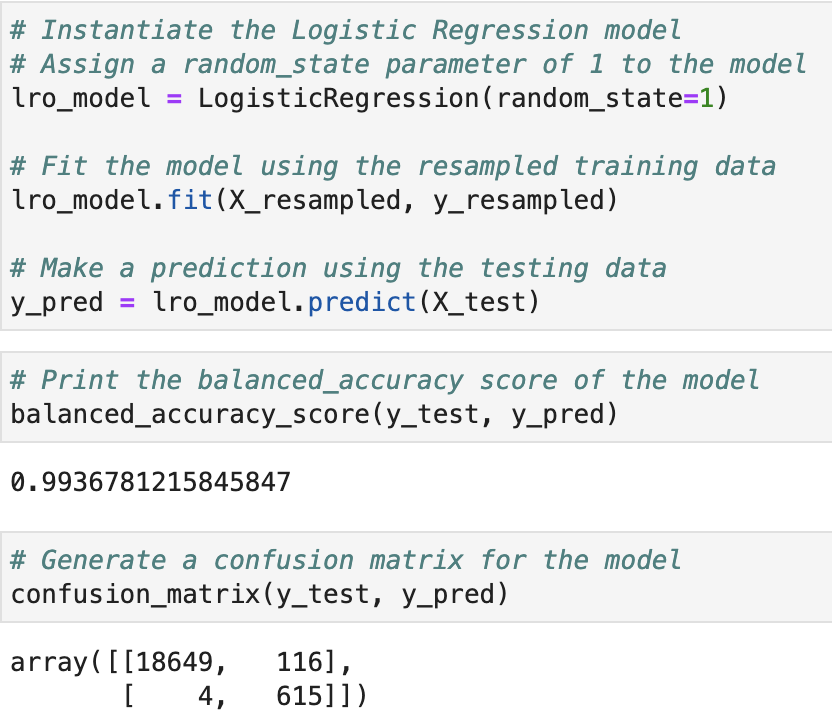 # Instantiate the Logistic Regression model
# Assign a random_state parameter of 1 to the model
lro_model = LogisticRegression(random_state=1)
# Fit the model using the resampled training data
lro_model.fit(X_resampled, y_resampled)
# Make a prediction using the testing data
y_pred = lro_model.predict(X_test)
# Print the balanced_accuracy score of the model
balanced_accuracy_score(y_test, y_pred)
0.9936781215845847
# Generate a confusion matrix for the model
confusion_matrix(y_test, y_pred)
array([[18649,   116],
       [    4,   615]])